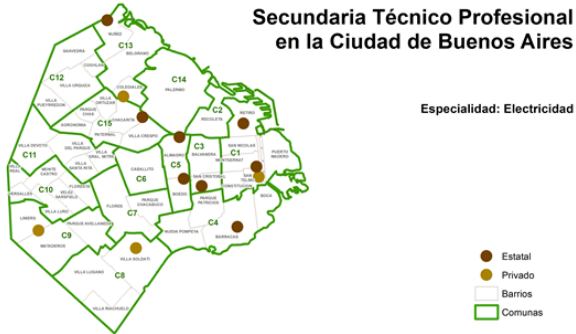 Secundaria Técnico Profesional
en la Ciudad de Buenos Aires
Especialidad: Electricidad
NUÑEZ
C13
SAAVEDRA
BELGRANO
COGHLAN
C12
VILLA URQUIZA
COLEGIALES
C14
VILLA
PUEYRREDON
VILLA
ORTUZAR
PALERMO
PARQUE
CHAS
C2
RETIRO
AGRONOMIA
C15
CHACARITA
RECOLETA
PATERNAL
VILLA CRESPO
C3
SAN NICOLAS
VILLA DEVOTO
VILLA
DEL PARQUE
ALMAGRO
BALVANERA
C1
PUERTO
MADERO
C11
VILLA
GRAL. MITRE
MONTSERRAT
VILLA
REAL
VILLA
SANTA RITA
CABALLITO
C5
SAN CRISTOBAL
SAN
TELMO
MONTE
CASTRO
C6
CONSTITUCION
C10
FLORESTA
VERSALLES
VELEZ
SARSFIELD
BOEDO
BOCA
FLORES
PARQUE
CHACABUCO
PARQUE
PATRICIOS
VILLA LURO
C7
LINIERS
PARQUE AVELLANEDA
C4
C9
NUEVA POMPEYA
BARRACAS
MATADEROS
VILLA SOLDATI
VILLA LUGANO
C8
VILLA RIACHUELO
Estatal
Privado
Barrios
Comunas